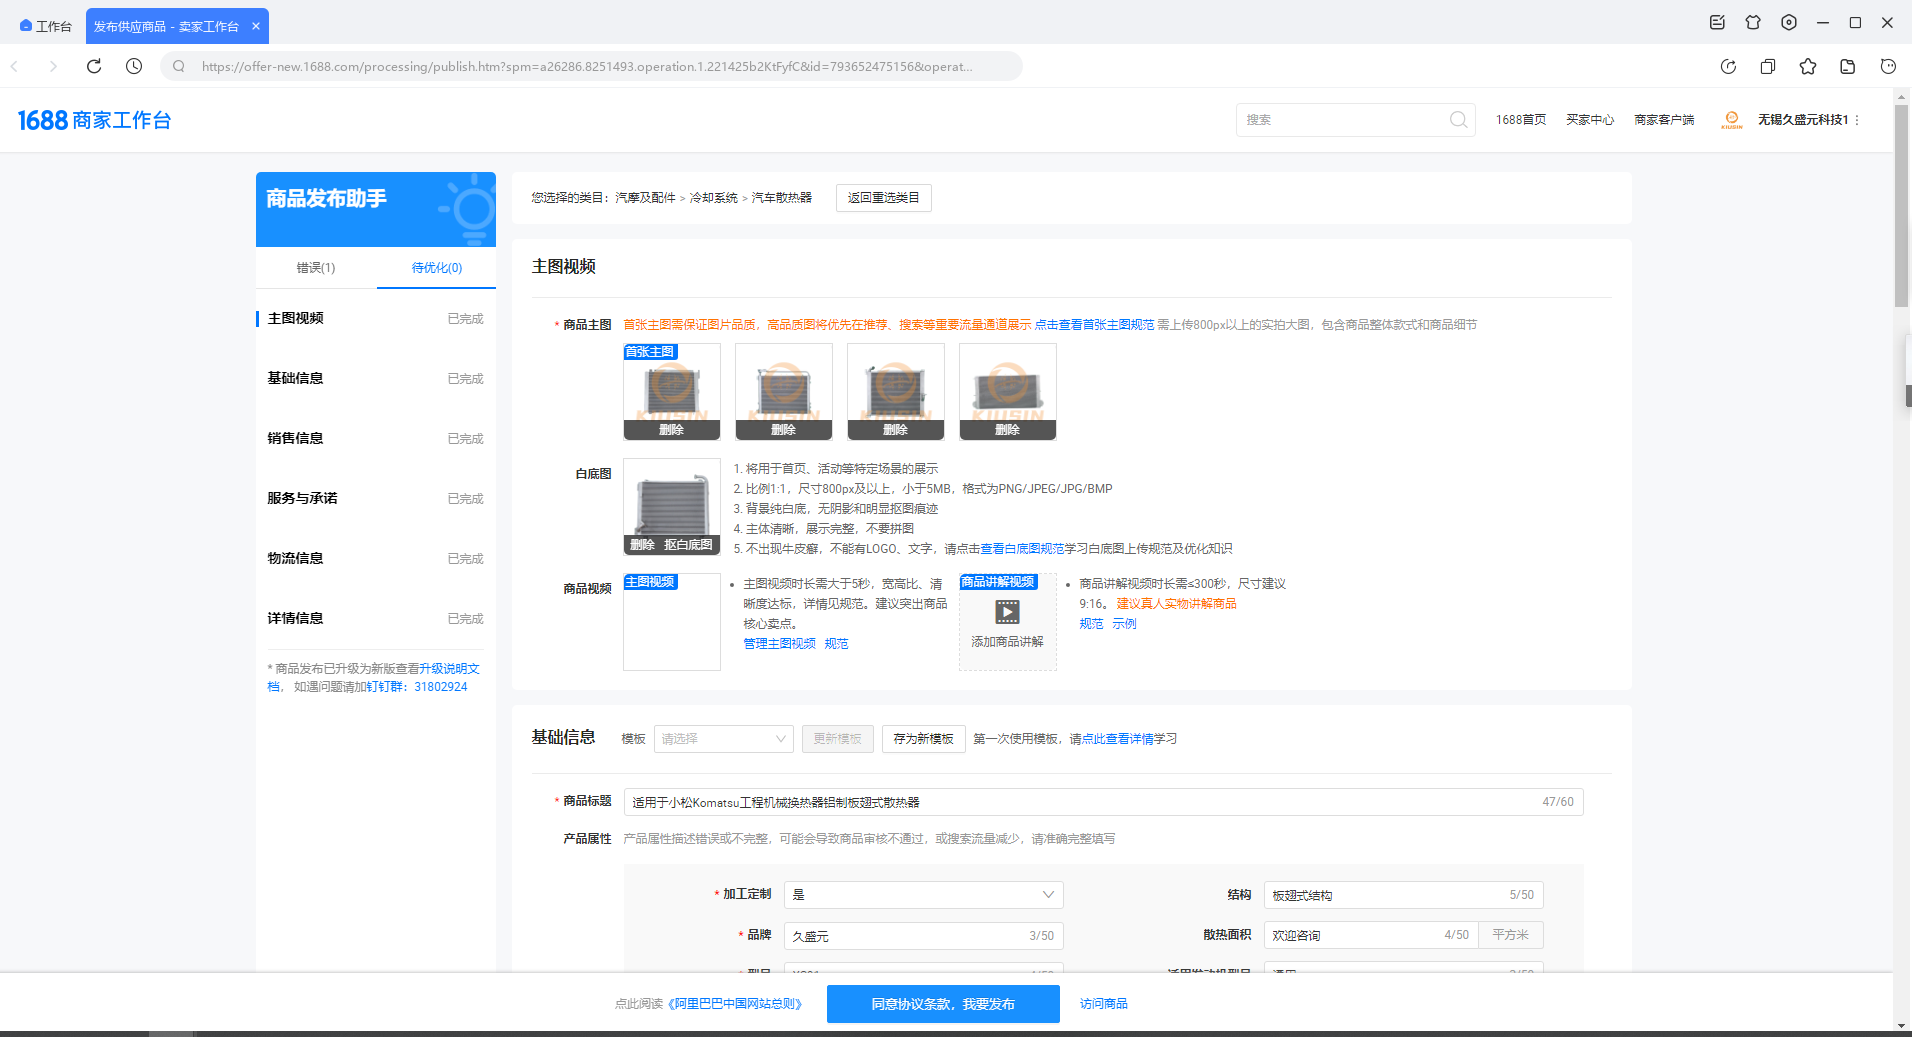 工作台
发布供应商品 - 卖家工作台
https://offer-new.1688.com/processing/publish.htm?spm=a26286.8251493.operation.1.221425b2KtFyfC&id=793652475156&operat...
1688 商家工作台
搜索
1688首页
买家中心
商家客户端
KIUSIN
无锡久盛元科技1
商品发布助手
错误(1)
待优化(0)
主图视频 已完成
基础信息 已完成
销售信息 已完成
服务与承诺 已完成
物流信息 已完成
详情信息 已完成
* 商品发布已升级为新版查看升级说明文
档， 如遇问题请加钉钉群：31802924
您选择的类目：汽摩及配件 > 冷却系统 > 汽车散热器
返回重选类目
主图视频
* 商品主图 首张主图需保证图片品质，高品质图将优先在推荐、搜索等重要流量通道展示 点击查看首张主图规范 需上传800px以上的实拍大图，包含商品整体款式和商品细节
首张主图
KIUSIN KIUSIN KIUSIN KIUSIN
删除 删除 删除 删除
白底图
删除 抠白底图
1. 将用于首页、活动等特定场景的展示
2. 比例1:1，尺寸800px及以上，小于5MB，格式为PNG/JPEG/JPG/BMP
3. 背景纯白底，无阴影和明显抠图痕迹
4. 主体清晰，展示完整，不要拼图
5. 不出现牛皮癣，不能有LOGO、文字，请点击查看白底图规范学习白底图上传规范及优化知识
商品视频
主图视频
• 主图视频时长需大于5秒，宽高比、清
晰度达标，详情见规范。建议突出商品
核心卖点。
管理主图视频 规范
商品讲解视频
添加商品讲解
• 商品讲解视频时长需≤300秒，尺寸建议
9:16。 建议真人实物讲解商品
规范 示例
基础信息 模板 请选择 更新模板 存为新模板 第一次使用模板，请点此查看详情学习
* 商品标题 适用于小松Komatsu工程机械换热器铝制板翅式散热器 47/60
产品属性 产品属性描述错误或不完整，可能会导致商品审核不通过，或搜索流量减少，请准确完整填写
* 加工定制 是
结构 板翅式结构 5/50
* 品牌 久盛元 3/50
散热面积 欢迎咨询 4/50 平方米
点此阅读《阿里巴巴中国网站总则》
同意协议条款，我要发布
访问商品